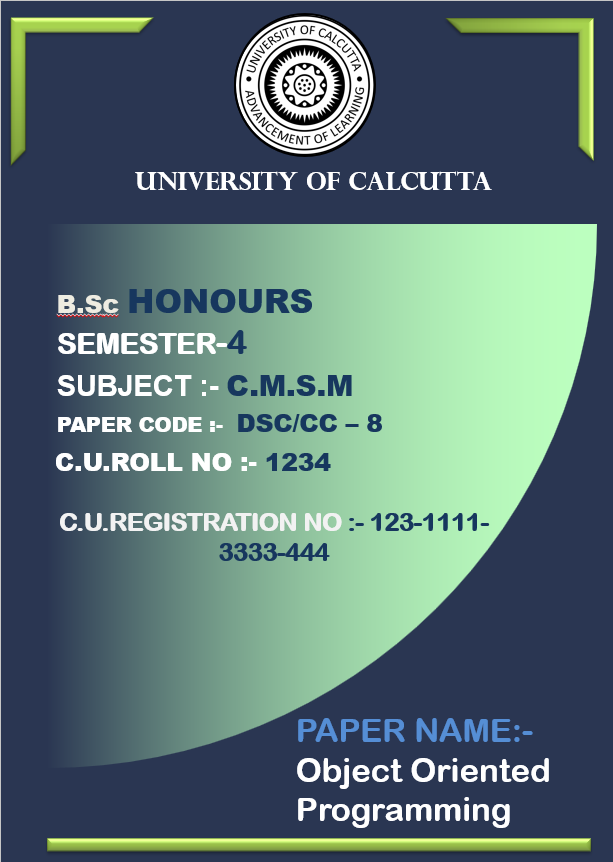 UNIVERSITY OF CALCUTTA
ADVANCEMENT OF LEARNING
UNIVERSITY OF CALCUTTA
B.Sc HONOURS
SEMESTER-4
SUBJECT :- C.M.S.M
PAPER CODE :- DSC/CC – 8
C.U.ROLL NO :- 1234
C.U.REGISTRATION NO :- 123-1111-
3333-444
PAPER NAME:-
Object Oriented
Programming